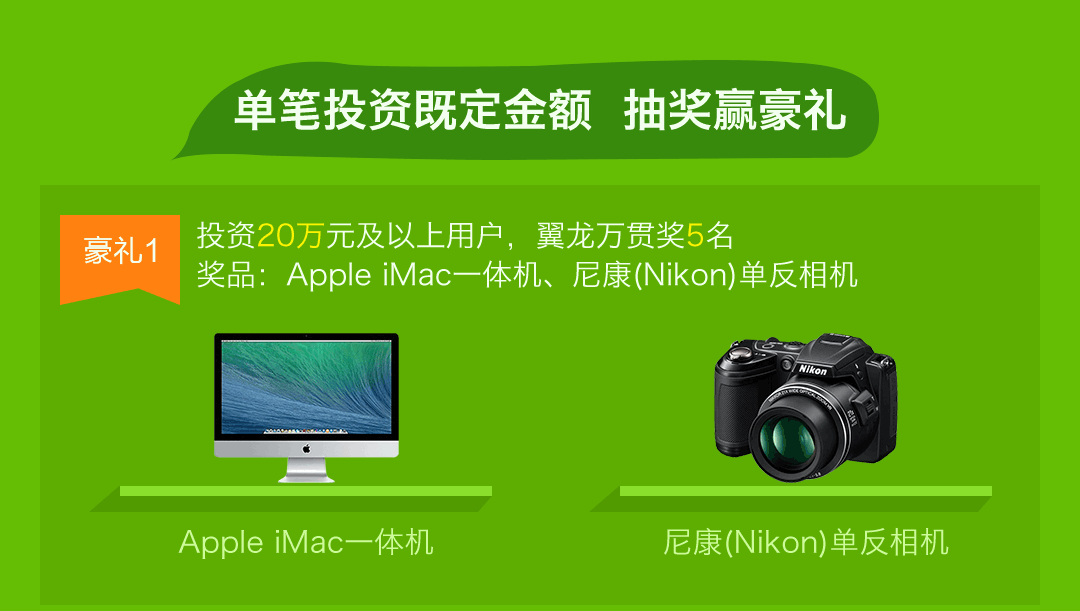 单笔投资既定金额 抽奖赢豪礼
豪礼1
投资20万元及以上用户，翼龙万贯奖5名
奖品：Apple iMac一体机、尼康(Nikon)单反相机
Nikon
Apple iMac一体机
尼康(Nikon)单反相机